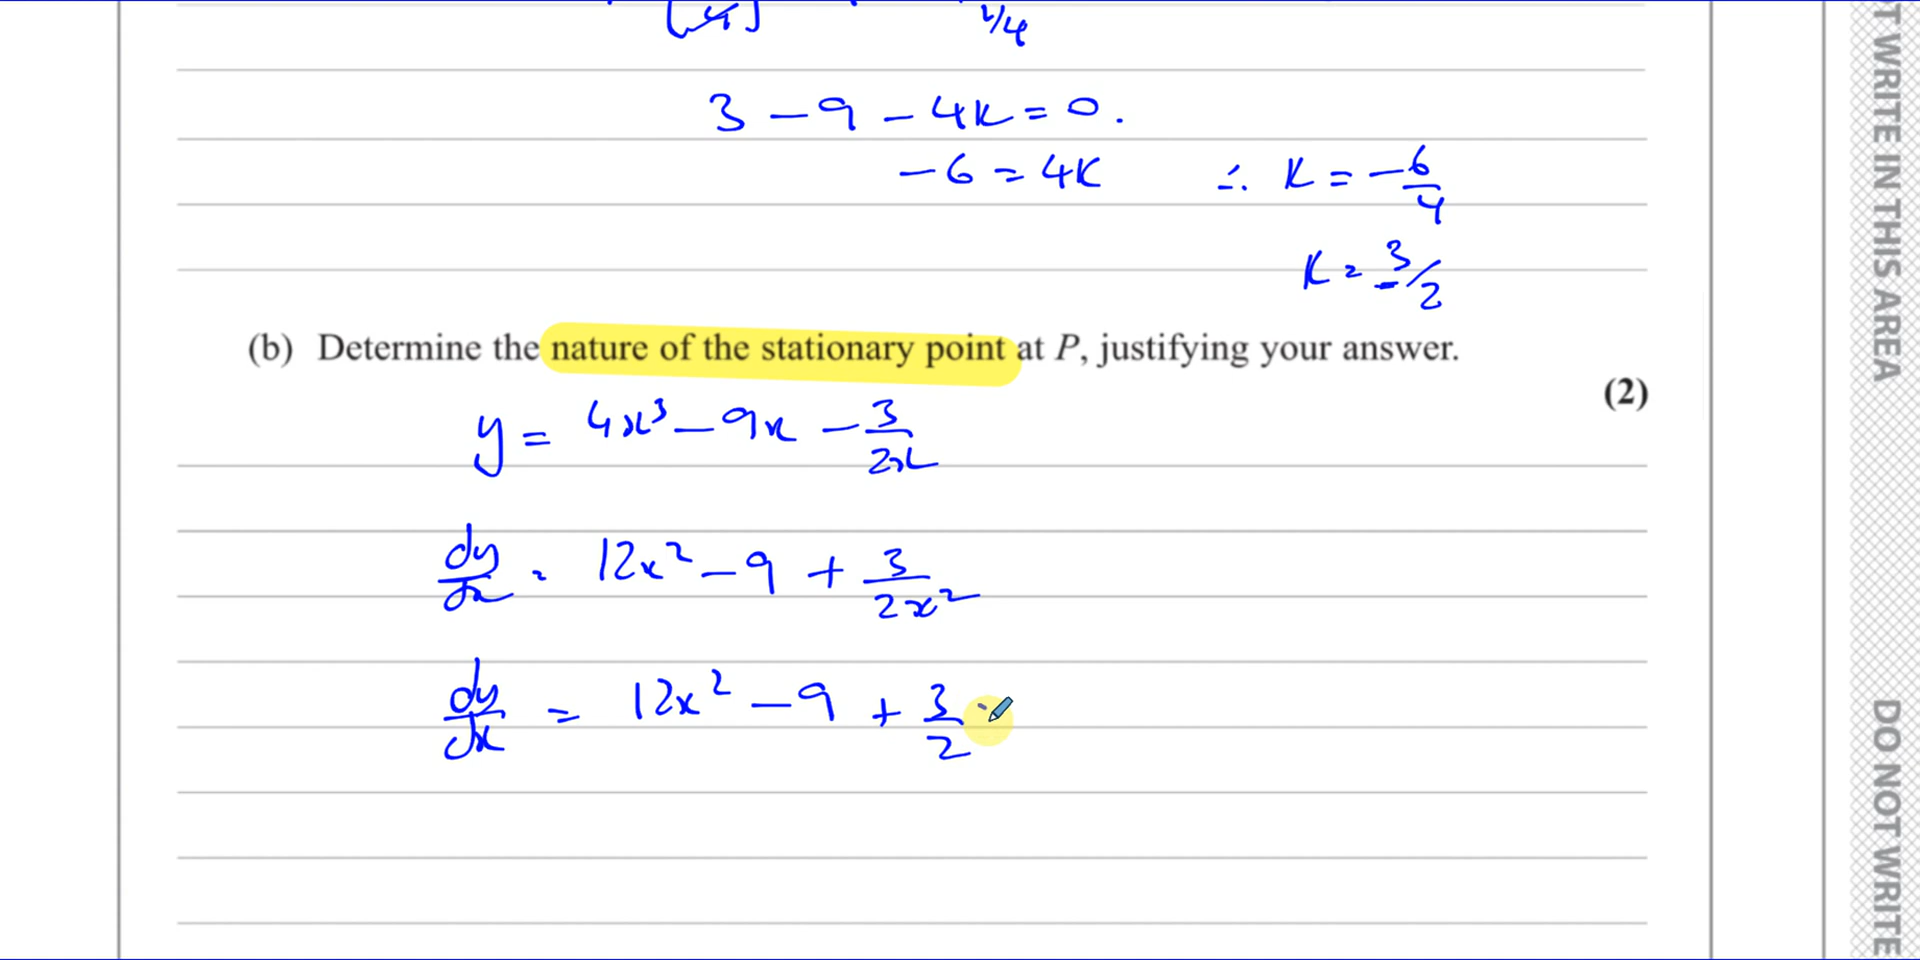 1/4
3 - 9 - 4K = 0.
-6 = 4K ∴ K = -6/4
K = -3/2
(b) Determine the nature of the stationary point at P, justifying your answer.
(2)
y = 4x³ - 9x - 3/2x
dy/dx = 12x² - 9 + 3/2x²
dy/dx = 12x² - 9 + 3/2
T WRITE IN THIS AREA
DO NOT WRITE